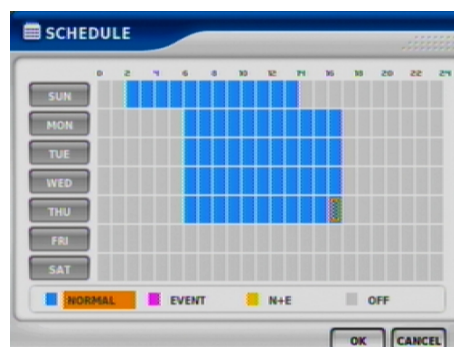 SCHEDULE
0 2 4 6 8 10 12 14 16 18 20 22 24
SUN
MON
TUE
WED
THU
FRI
SAT
NORMAL EVENT N+E OFF
OK CANCEL